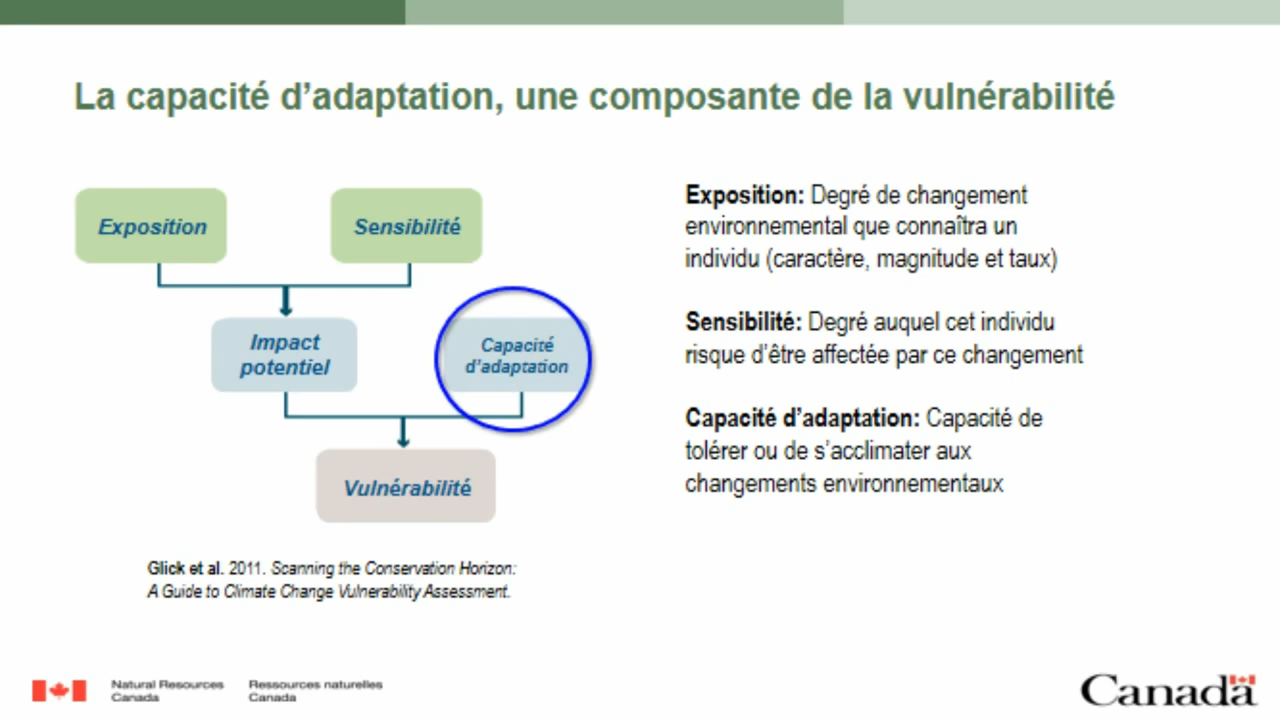 La capacité d’adaptation, une composante de la vulnérabilité
Exposition
Sensibilité
Impact
potentiel
Capacité
d’adaptation
Vulnérabilité
Glick et al. 2011. Scanning the Conservation Horizon:
A Guide to Climate Change Vulnerability Assessment.
Exposition: Degré de changement
environnemental que connaîtra un
individu (caractère, magnitude et taux)
Sensibilité: Degré auquel cet individu
risque d’être affectée par ce changement
Capacité d’adaptation: Capacité de
tolérer ou de s’acclimater aux
changements environnementaux
Natural Resources
Canada
Ressources naturelles
Canada
Canada